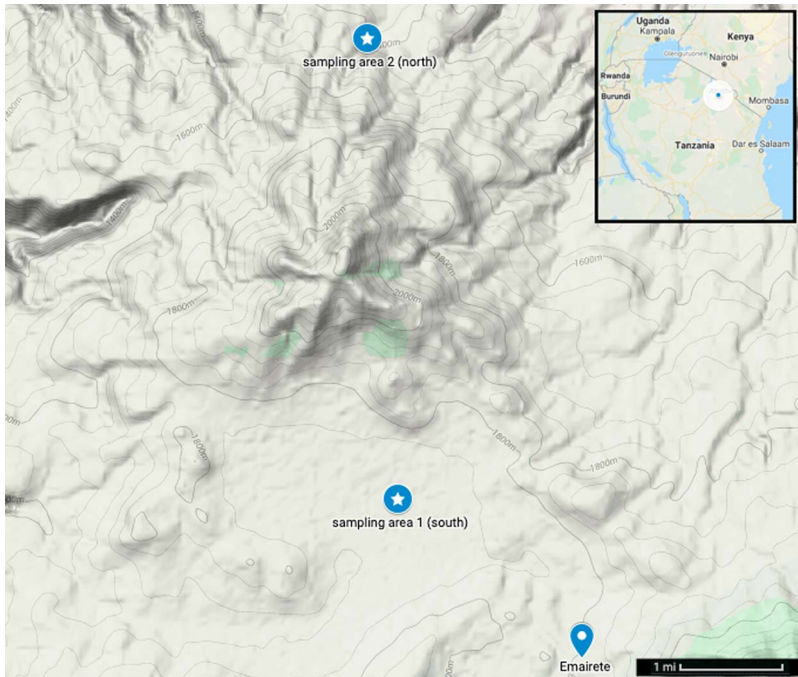 Uganda
Kampala
Kenya
Nairobi
Rwanda
Burundi
Mombasa
Tanzania
Dar es Salaam
sampling area 2 (north)
1600m
2000m
1800m
1600m
2000m
1800m
1800m
1800m
1800m
sampling area 1 (south)
Emairete
1 mi